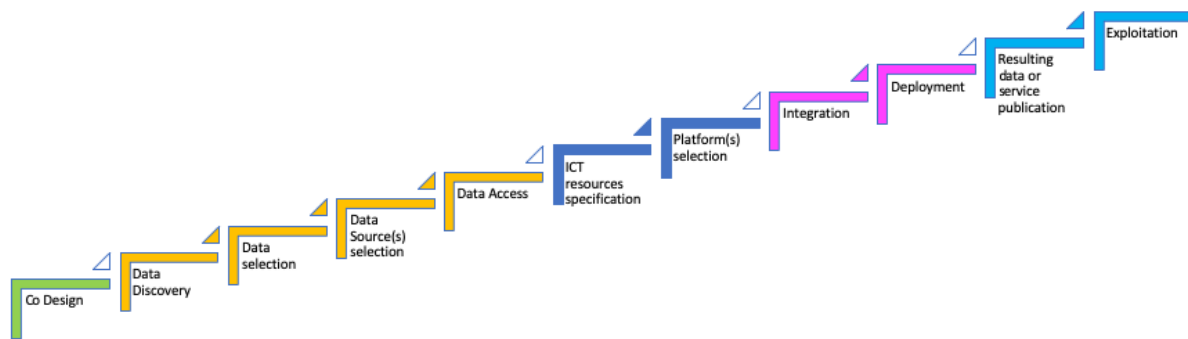 Co Design
Data
Discovery
Data
selection
Data
Source(s)
selection
Data Access
ICT
resources
specification
Platform(s)
selection
Integration
Deployment
Resulting
data or
service
publication
Exploitation